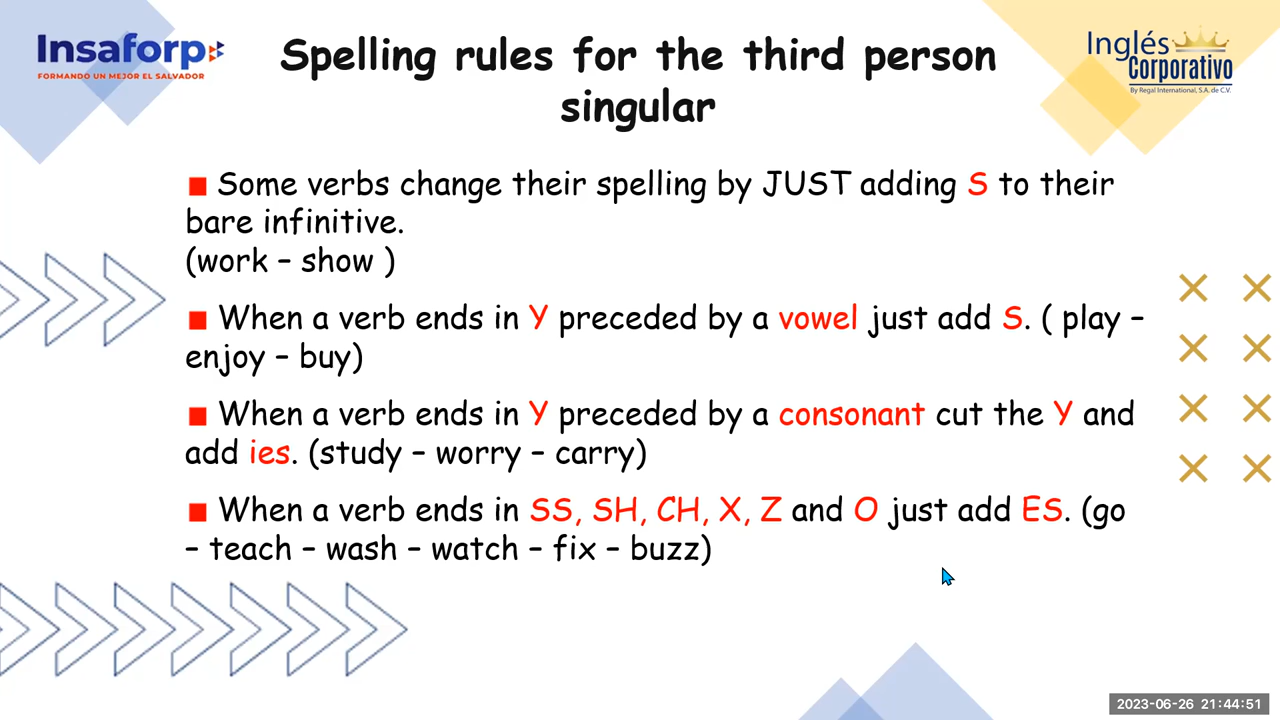 Insaforp
FORMANDO UN MEJOR EL SALVADOR
Inglés
Corporativo
By Regal International, S.A. de C.V.
Spelling rules for the third person
singular
Some verbs change their spelling by JUST adding S to their
bare infinitive.
(work – show )
When a verb ends in Y preceded by a vowel just add S. ( play –
enjoy – buy)
When a verb ends in Y preceded by a consonant cut the Y and
add ies. (study – worry – carry)
When a verb ends in SS, SH, CH, X, Z and O just add ES. (go
– teach – wash – watch – fix – buzz)
2023-06-26 21:44:51